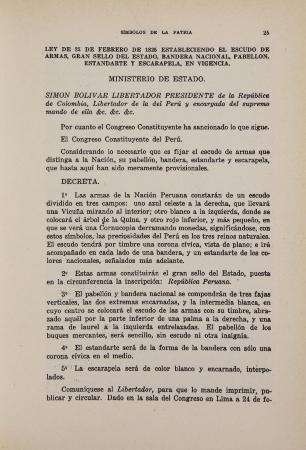 SÍMBOLOS DE LA PATRIA 25
LEY DE 25 DE FEBRERO DE 1825 ESTABLECIENDO EL ESCUDO DE
ARMAS, GRAN SELLO DEL ESTADO, BANDERA NACIONAL, PABELLON,
ESTANDARTE Y ESCARAPELA, EN VIGENCIA.
MINISTERIO DE ESTADO.
SIMON BOLIVAR LIBERTADOR PRESIDENTE de la República
de Colombia, Libertador de la del Perú y encargado del supremo
mando de ella &c. &c. &c.
Por cuanto el Congreso Constituyente ha sancionado lo que sigue.
El Congreso Constituyente del Perú.
Considerando lo necesario que es fijar el escudo de armas que
distinga a la Nación, su pabellón, bandera, estandarte y escarapela,
que hasta aquí han sido meramente provisionales.
DECRETA.
1º Las armas de la Nación Peruana constarán de un escudo
dividido en tres campos: uno azul celeste a la derecha, que llevará
una Vicuña mirando al interior; otro blanco a la izquierda, donde se
colocará el árbol de la Quina, y otro rojo inferior, y más pequeño, en
que se verá una Cornucopia derramando monedas, significándose, con
estos símbolos, las preciosidades del Perú en los tres reinos naturales.
El escudo tendrá por timbre una corona cívica, vista de plano; e irá
acompañado en cada lado de una bandera, y un estandarte de los co-
lores nacionales, señalados más adelante.
2º Estas armas constituirán el gran sello del Estado, puesta
en la circunferencia la inscripción: República Peruana.
3º El pabellón y bandera nacional se compondrán de tres fajas
verticales, las dos extremas encarnadas, y la intermedia blanca, en
cuyo centro se colocará el escudo de las armas con su timbre, abra-
zado aquél por la parte inferior de una palma a la derecha, y una
rama de laurel a la izquierda entrelazadas. El pabellón de los
buques mercantes, será sencillo, sin escudo ni otra insignia.
4º El estandarte será de la forma de la bandera con sólo una
corona cívica en el medio.
5º La escarapela será de color blanco y encarnado, interpo-
lados.
Comuníquese al Libertador, para que lo mande imprimir, pu-
blicar y circular. Dado en la sala del Congreso en Lima a 24 de fe-